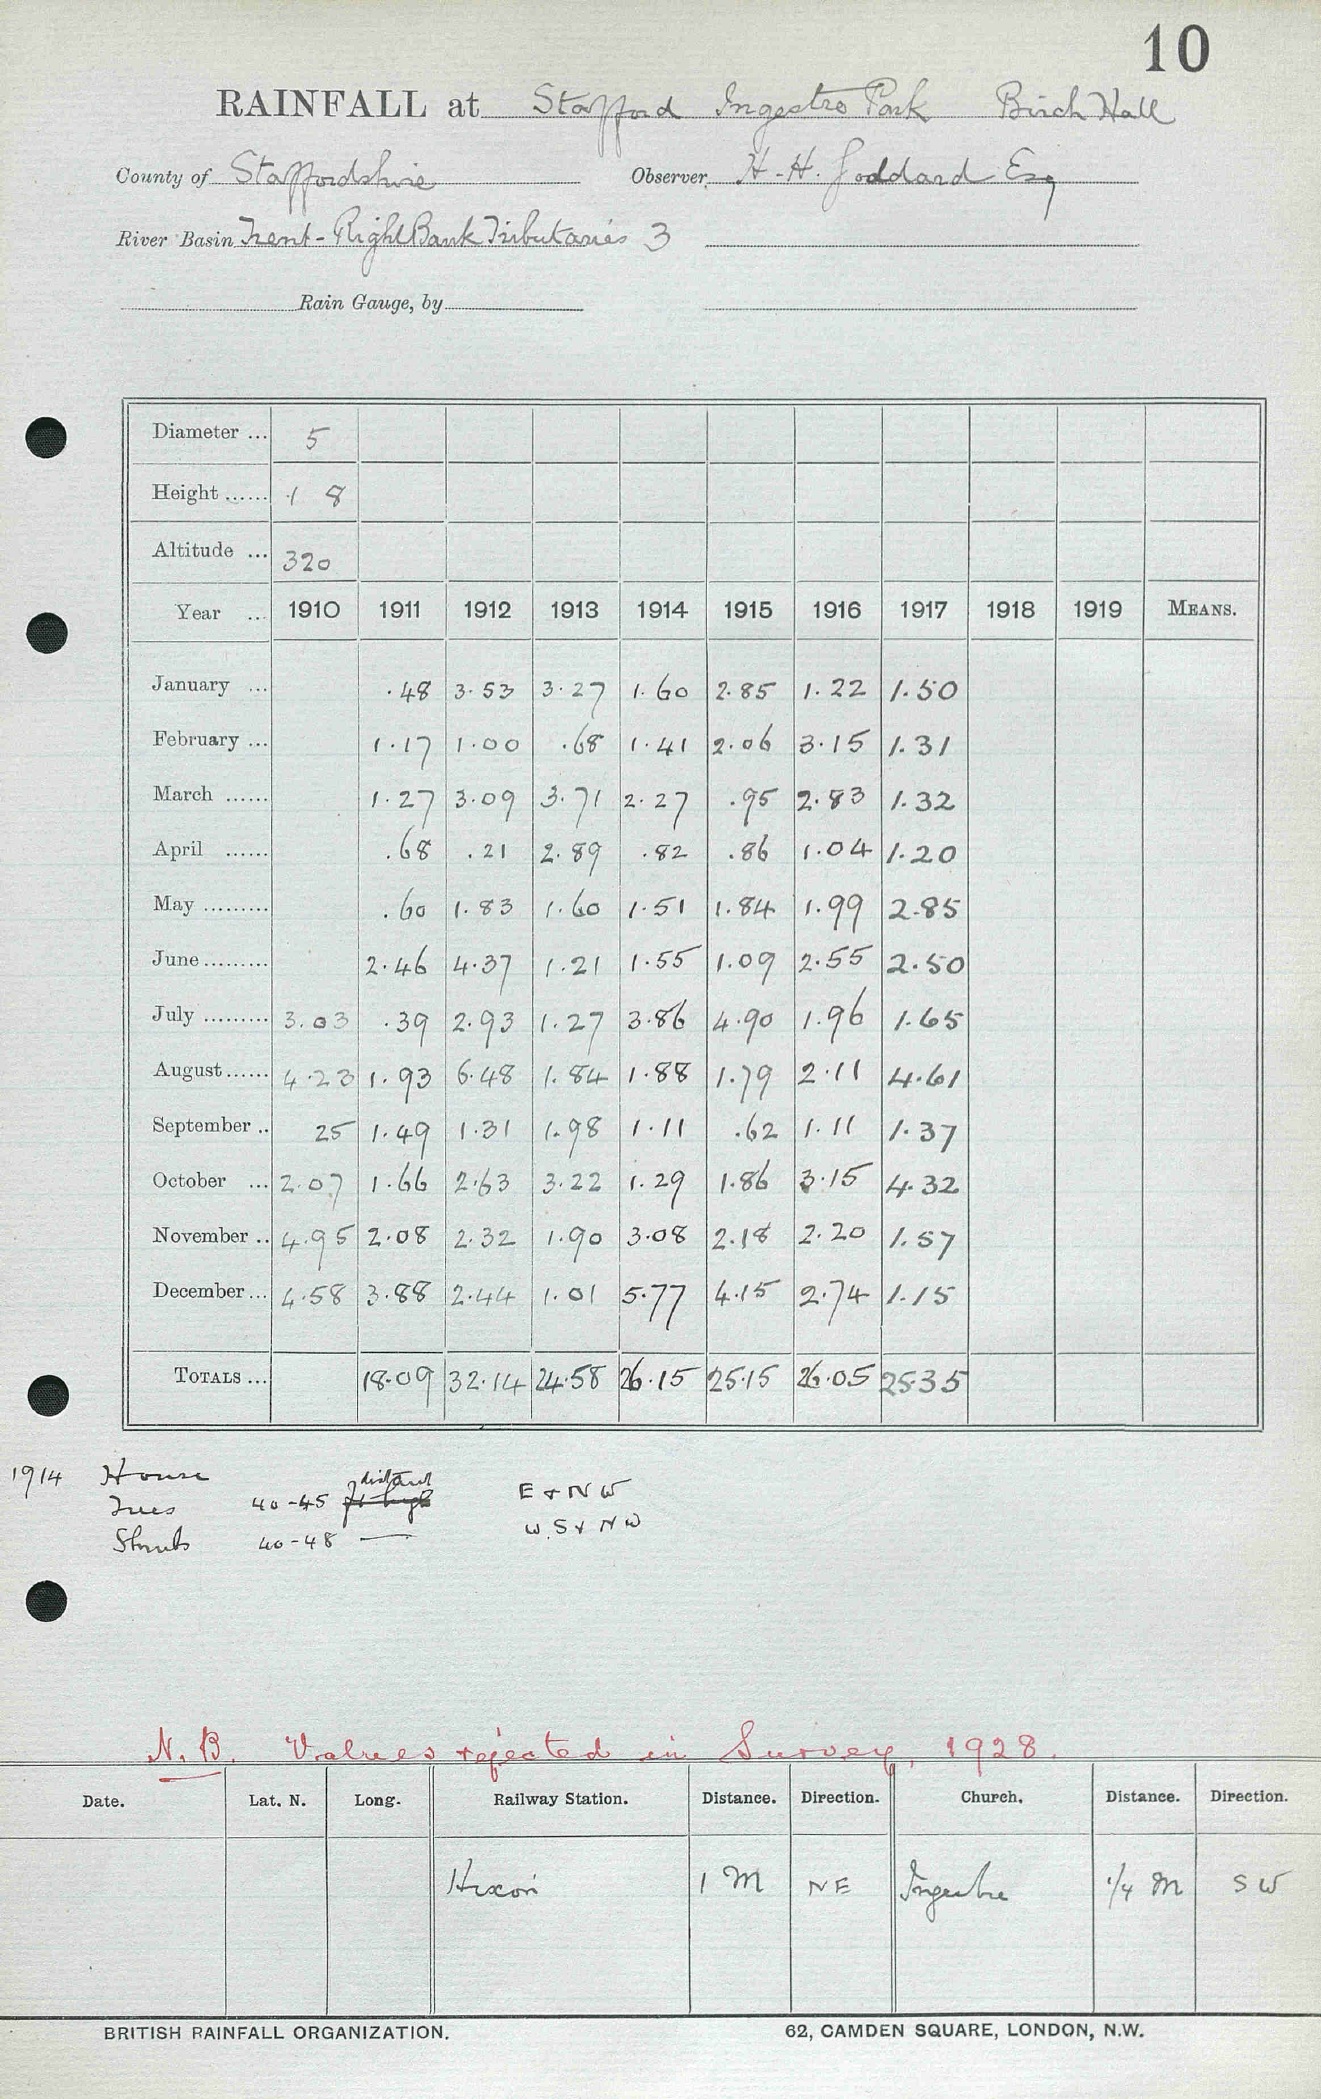 10
RAINFALL at Stafford Ingestre Park Birch Hall
County of Staffordshire Observer, H. H. Goddard Esq
River Basin Trent - Right Bank Tributaries 3
Rain Gauge, by
Diameter ... 5
Height ...... 1 8
Altitude ... 320
Year ... 1910 1911 1912 1913 1914 1915 1916 1917 1918 1919 MEANS.
January ... .48 3.53 3.27 1.60 2.85 1.22 1.50
February ... 1.17 1.00 .68 1.41 2.06 3.15 1.31
March ...... 1.27 3.09 3.71 2.27 .95 2.83 1.32
April ...... .68 .21 2.89 .82 .86 1.04 1.20
May ......... .60 1.83 1.60 1.51 1.84 1.99 2.85
June ......... 2.46 4.37 1.21 1.55 1.09 2.55 2.50
July ......... 3.03 .39 2.93 1.27 3.86 4.90 1.96 1.65
August ...... 4.23 1.93 6.48 1.84 1.88 1.79 2.11 4.61
September .. 25 1.49 1.31 1.98 1.11 .62 1.11 1.37
October ... 2.07 1.66 2.63 3.22 1.29 1.86 3.15 4.32
November .. 4.95 2.08 2.32 1.90 3.08 2.18 2.20 1.57
December ... 4.58 3.88 2.44 1.01 5.77 4.15 2.74 1.15
TOTALS ... 18.09 32.14 24.58 26.15 25.15 26.05 25.35
1914 House distant
Trees 40-45 ft high E + NW
Shrubs 40-48 — W. S + NW
N.B. Values rejected in Survey, 1928.
Date. Lat. N. Long. Railway Station. Distance. Direction. Church. Distance. Direction.
Hixon 1 M NE Ingestre 1/4 M SW
BRITISH RAINFALL ORGANIZATION. 62, CAMDEN SQUARE, LONDON, N.W.